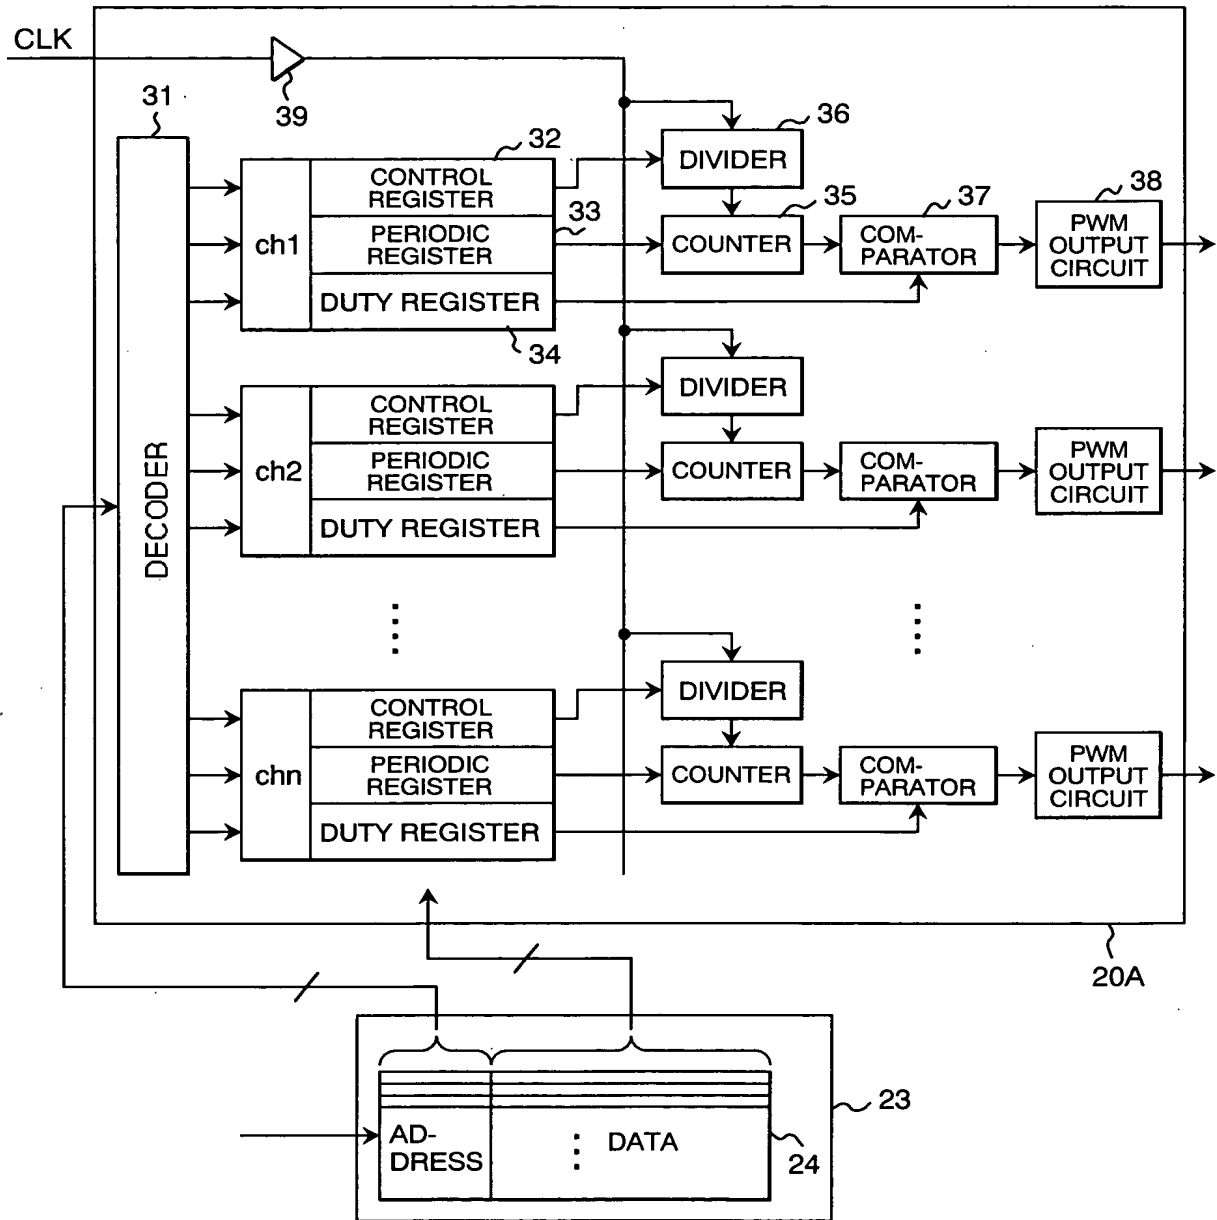 CLK
39
31
DECODER
32
ch1
CONTROL
REGISTER
33
PERIODIC
REGISTER
DUTY REGISTER
34
36
DIVIDER
35
COUNTER
37
COM-
PARATOR
38
PWM
OUTPUT
CIRCUIT
ch2
CONTROL
REGISTER
PERIODIC
REGISTER
DUTY REGISTER
DIVIDER
COUNTER
COM-
PARATOR
PWM
OUTPUT
CIRCUIT
chn
CONTROL
REGISTER
PERIODIC
REGISTER
DUTY REGISTER
DIVIDER
COUNTER
COM-
PARATOR
PWM
OUTPUT
CIRCUIT
20A
23
AD-
DRESS
DATA
24